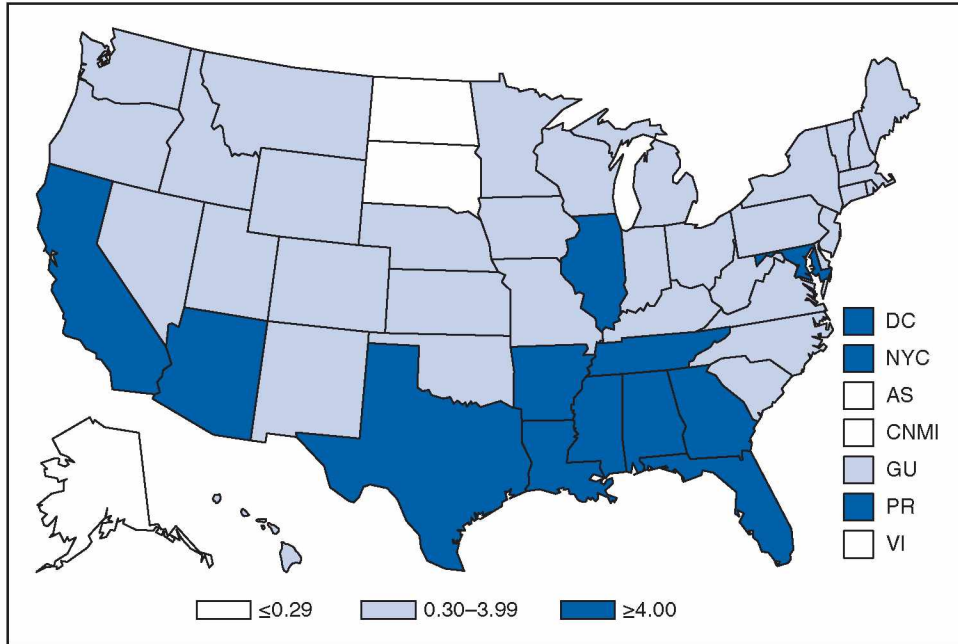 DC
NYC
AS
CNMI
GU
PR
VI
≤0.29
0.30–3.99
≥4.00